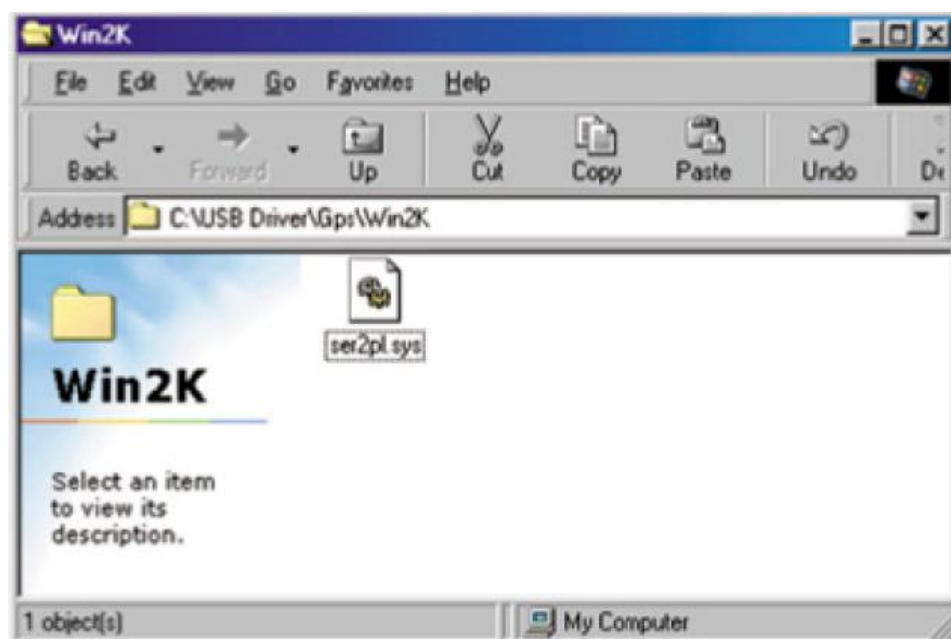 Win2K
File Edit View Go Favorites Help
Back Forward Up Cut Copy Paste Undo De
Address C:\USB Driver\Gps\Win2K
ser2pl.sys
Win2K
Select an item
to view its
description.
1 object(s) My Computer